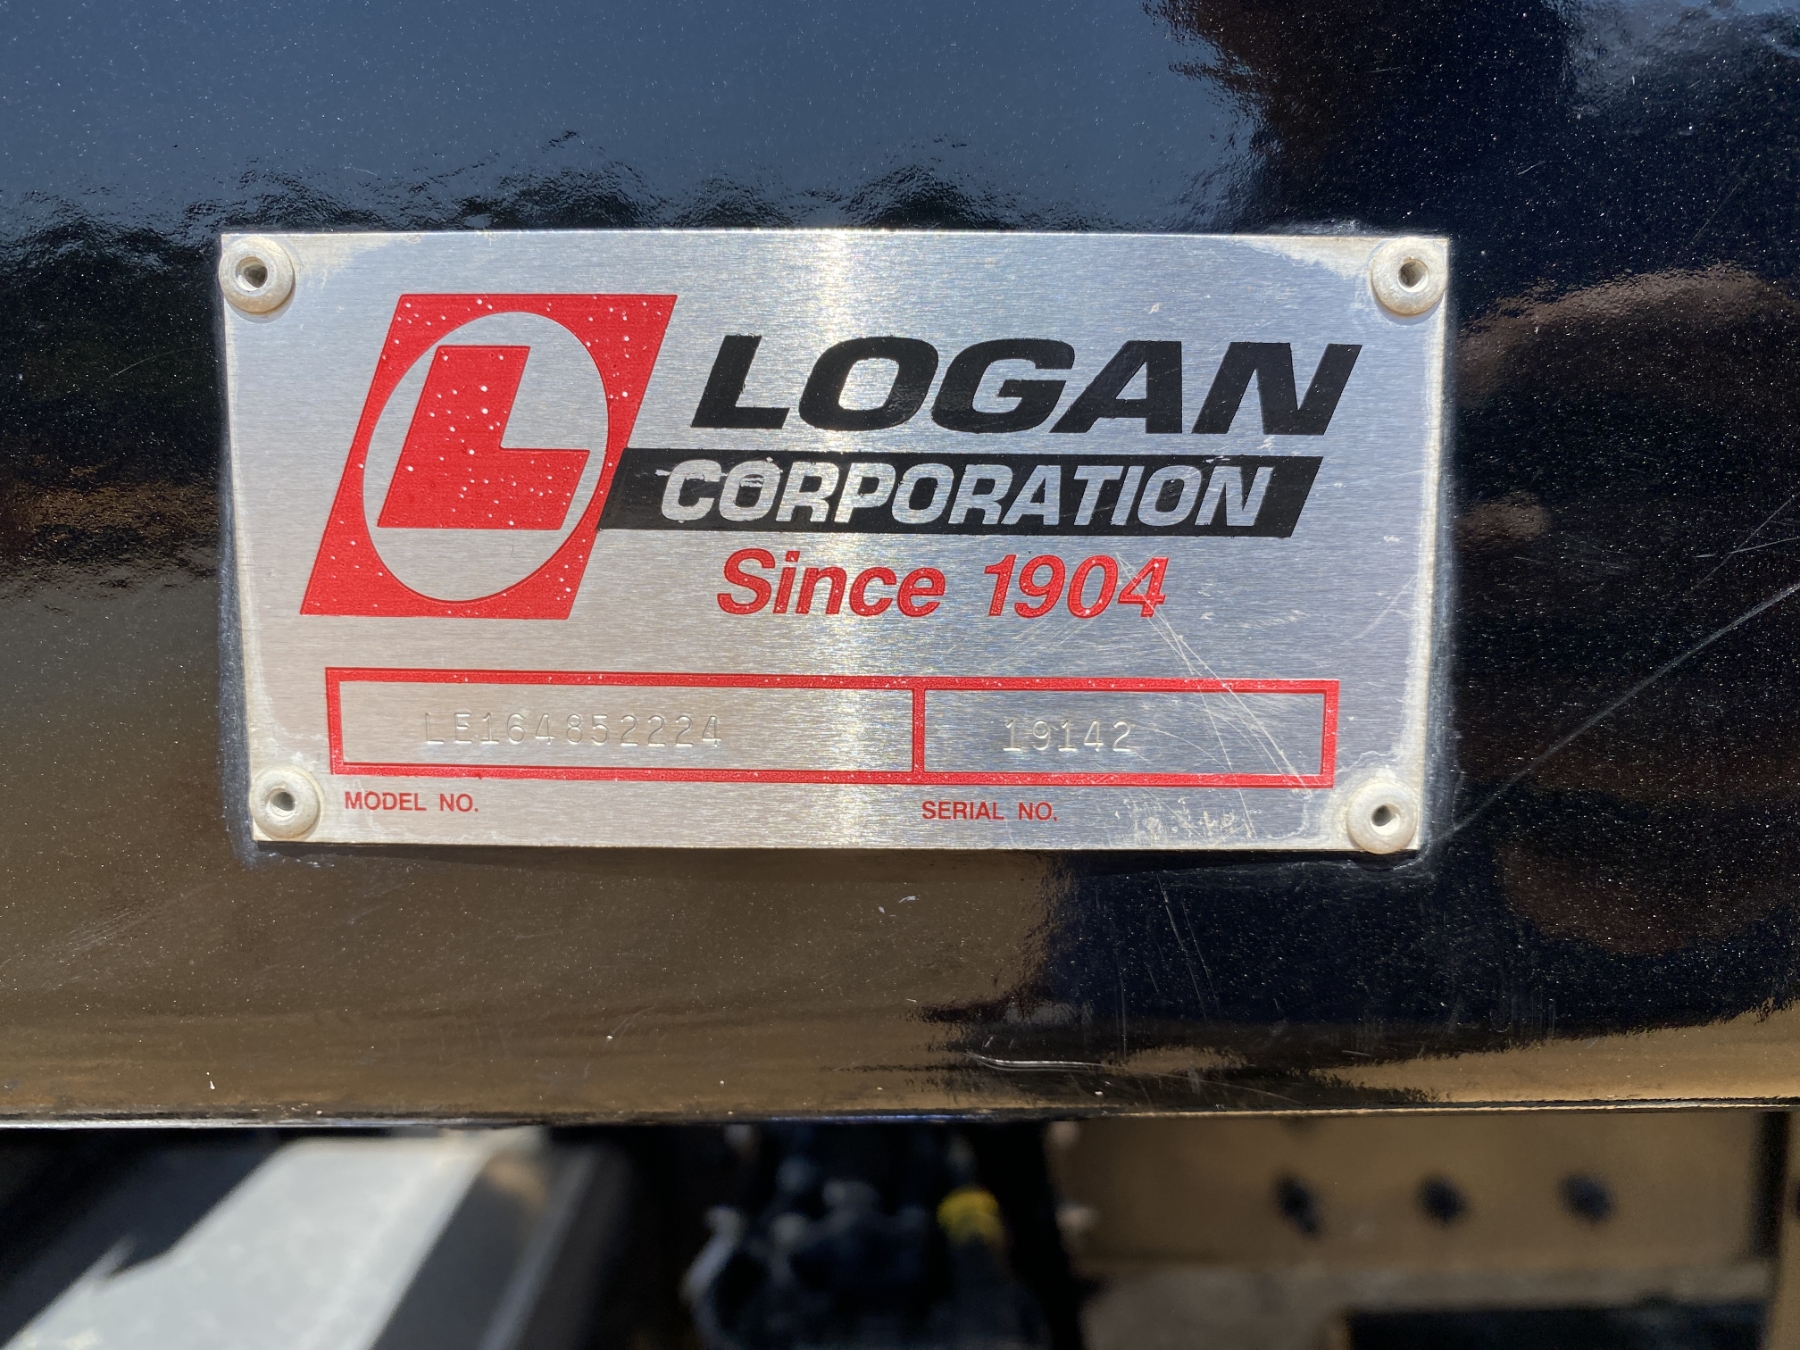 L
LOGAN
CORPORATION
Since 1904
LE164852224
19142
MODEL NO.
SERIAL NO.